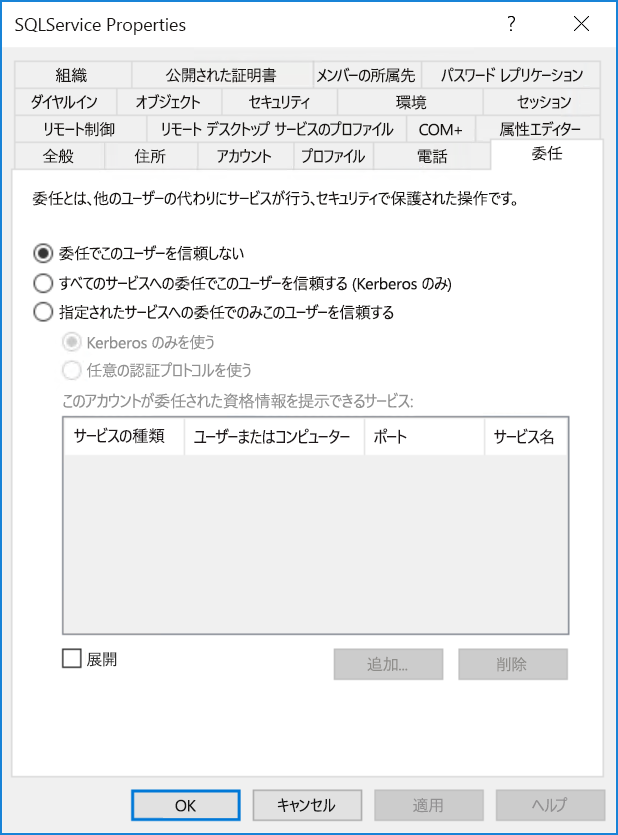 SQLService Properties ? ×
組織 公開された証明書 メンバーの所属先 パスワード レプリケーション
ダイヤルイン オブジェクト セキュリティ 環境 セッション
リモート制御 リモート デスクトップ サービスのプロファイル COM+ 属性エディター
全般 住所 アカウント プロファイル 電話 委任
委任とは、他のユーザーの代わりにサービスが行う、セキュリティで保護された操作です。
委任でこのユーザーを信頼しない
すべてのサービスへの委任でこのユーザーを信頼する (Kerberos のみ)
指定されたサービスへの委任でのみこのユーザーを信頼する
Kerberos のみを使う
任意の認証プロトコルを使う
このアカウントが委任された資格情報を提示できるサービス:
サービスの種類 ユーザーまたはコンピューター ポート サービス名
展開 追加... 削除
OK キャンセル 適用 ヘルプ